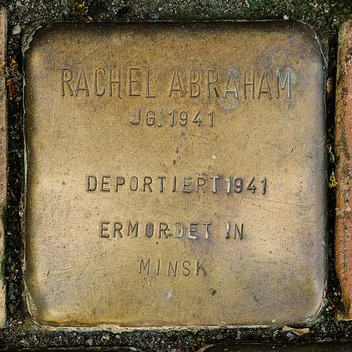 RACHEL ABRAHAM
JG. 1941
DEPORTIERT 1941
ERMORDET IN
MINSK